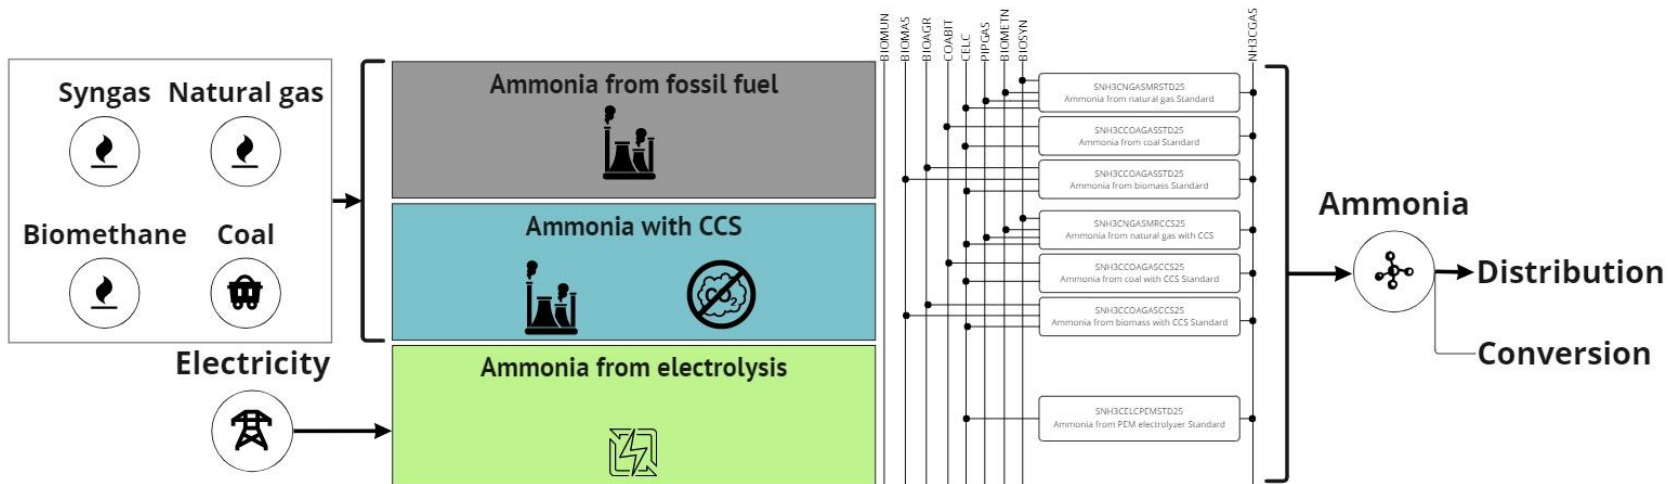 Syngas
Natural gas
Biomethane
Coal
Electricity
Ammonia from fossil fuel
Ammonia with CCS
CO2
Ammonia from electrolysis
BIOMUN
BIOMAS
BIOAGR
COABIT
CELC
PIPGAS
BIOMETN
BIOSYN
NH3CGAS
SNH3CNGASMRSTD25
Ammonia from natural gas Standard
SNH3CCOAGASSTD25
Ammonia from coal Standard
SNH3CCOAGASSTD25
Ammonia from biomass Standard
SNH3CNGASMRCCS25
Ammonia from natural gas with CCS
SNH3CCOAGASCCS25
Ammonia from coal with CCS Standard
SNH3CCOAGASCCS25
Ammonia from biomass with CCS Standard
SNH3CELCPEMSTD25
Ammonia from PEM electrolyzer Standard
Ammonia
Distribution
Conversion